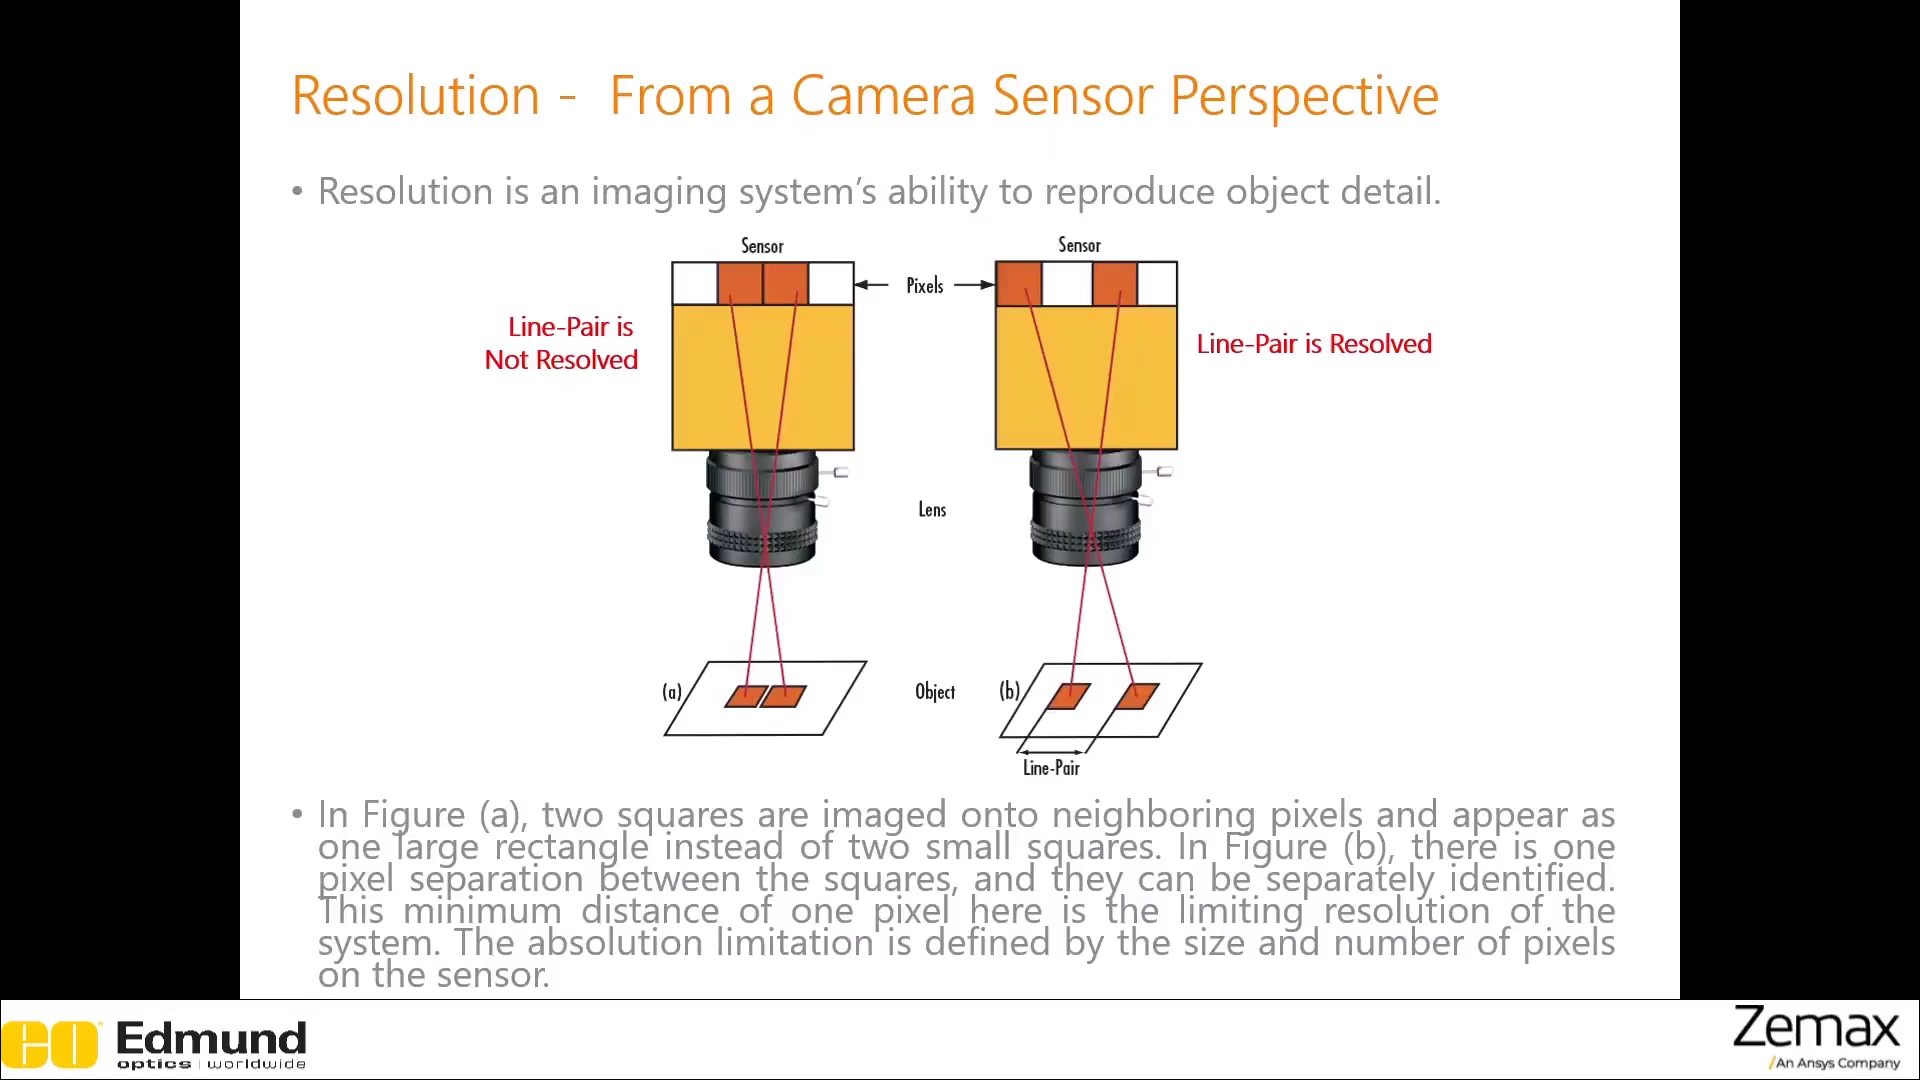 Resolution -  From a Camera Sensor Perspective
• Resolution is an imaging system's ability to reproduce object detail.
Sensor
Sensor
Pixels
Line-Pair is
Not Resolved
Line-Pair is Resolved
Lens
(a)
Object
(b)
Line-Pair
• In Figure (a), two squares are imaged onto neighboring pixels and appear as
one large rectangle instead of two small squares. In Figure (b), there is one
pixel separation between the squares, and they can be separately identified.
This minimum distance of one pixel here is the limiting resolution of the
system. The absolution limitation is defined by the size and number of pixels
on the sensor.
EO Edmund
optics | worldwide
Zemax
/An Ansys Company